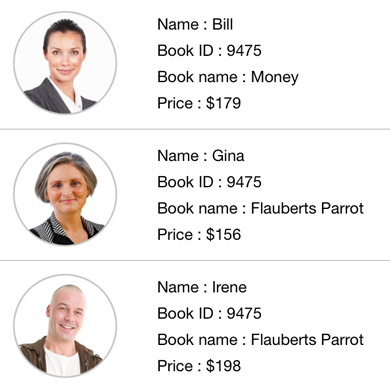 Name : Bill
Book ID : 9475
Book name : Money
Price : $179
Name : Gina
Book ID : 9475
Book name : Flauberts Parrot
Price : $156
Name : Irene
Book ID : 9475
Book name : Flauberts Parrot
Price : $198